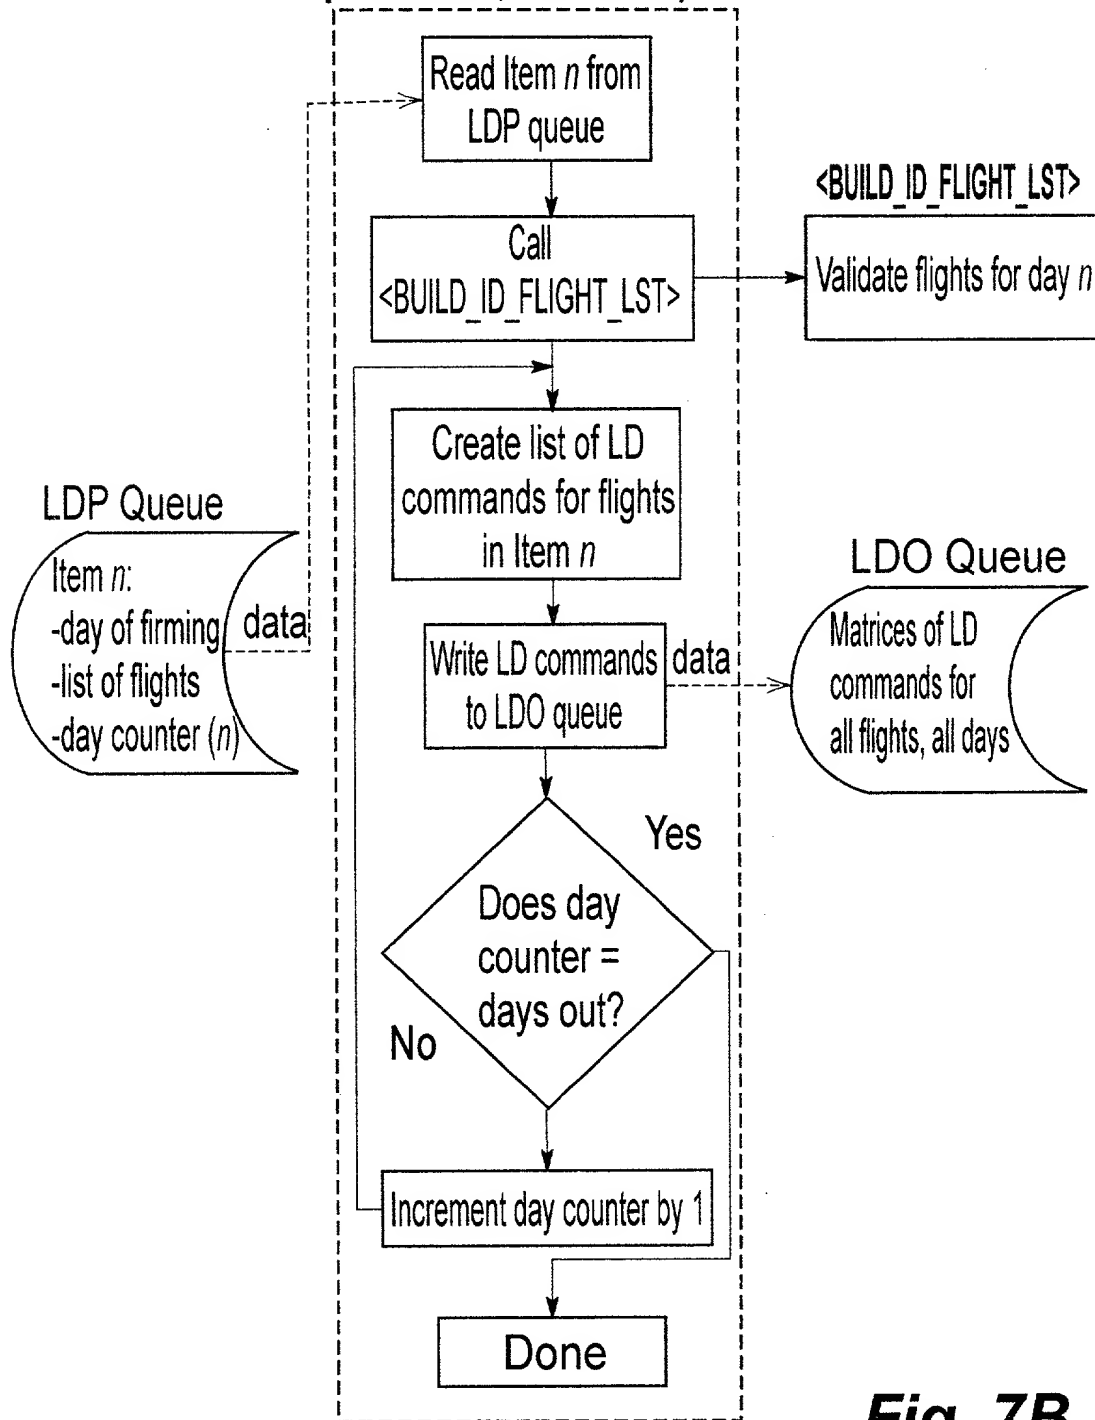 Read Item n from
LDP queue
Call
<BUILD_ID_FLIGHT_LST>
<BUILD_ID_FLIGHT_LST>
Validate flights for day n
Create list of LD
commands for flights
in Item n
LDP Queue
Item n:
-day of firming
-list of flights
-day counter (n)
data
Write LD commands
to LDO queue
data
LDO Queue
Matrices of LD
commands for
all flights, all days
Does day
counter =
days out?
Yes
No
Increment day counter by 1
Done
Fig. 7B